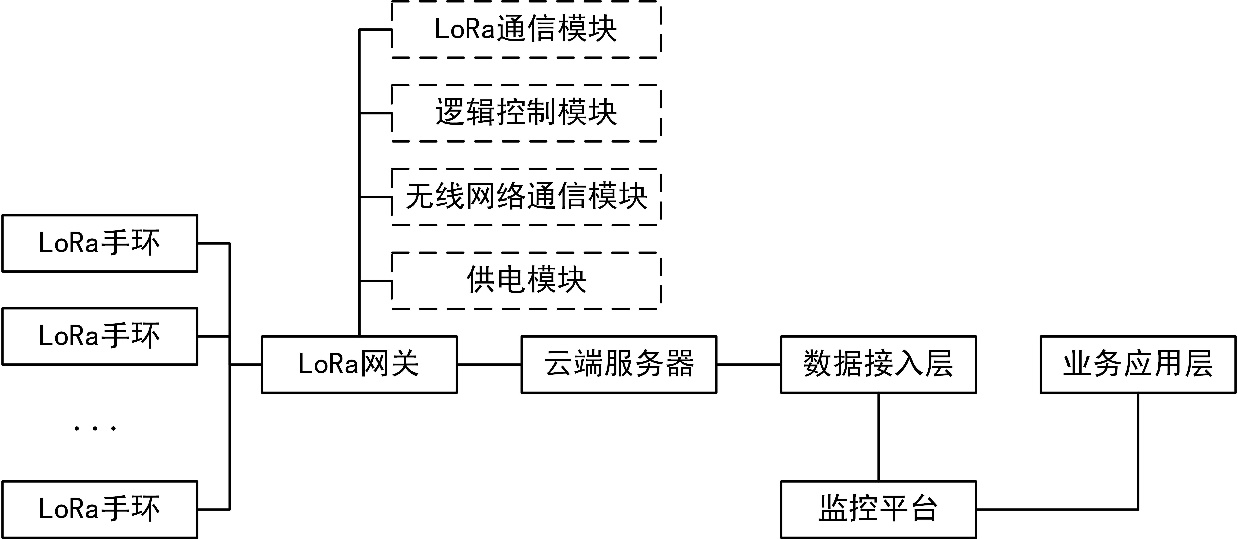 LoRa通信模块
逻辑控制模块
无线网络通信模块
供电模块
LoRa手环
LoRa手环
...
LoRa手环
LoRa网关
云端服务器
数据接入层
业务应用层
监控平台